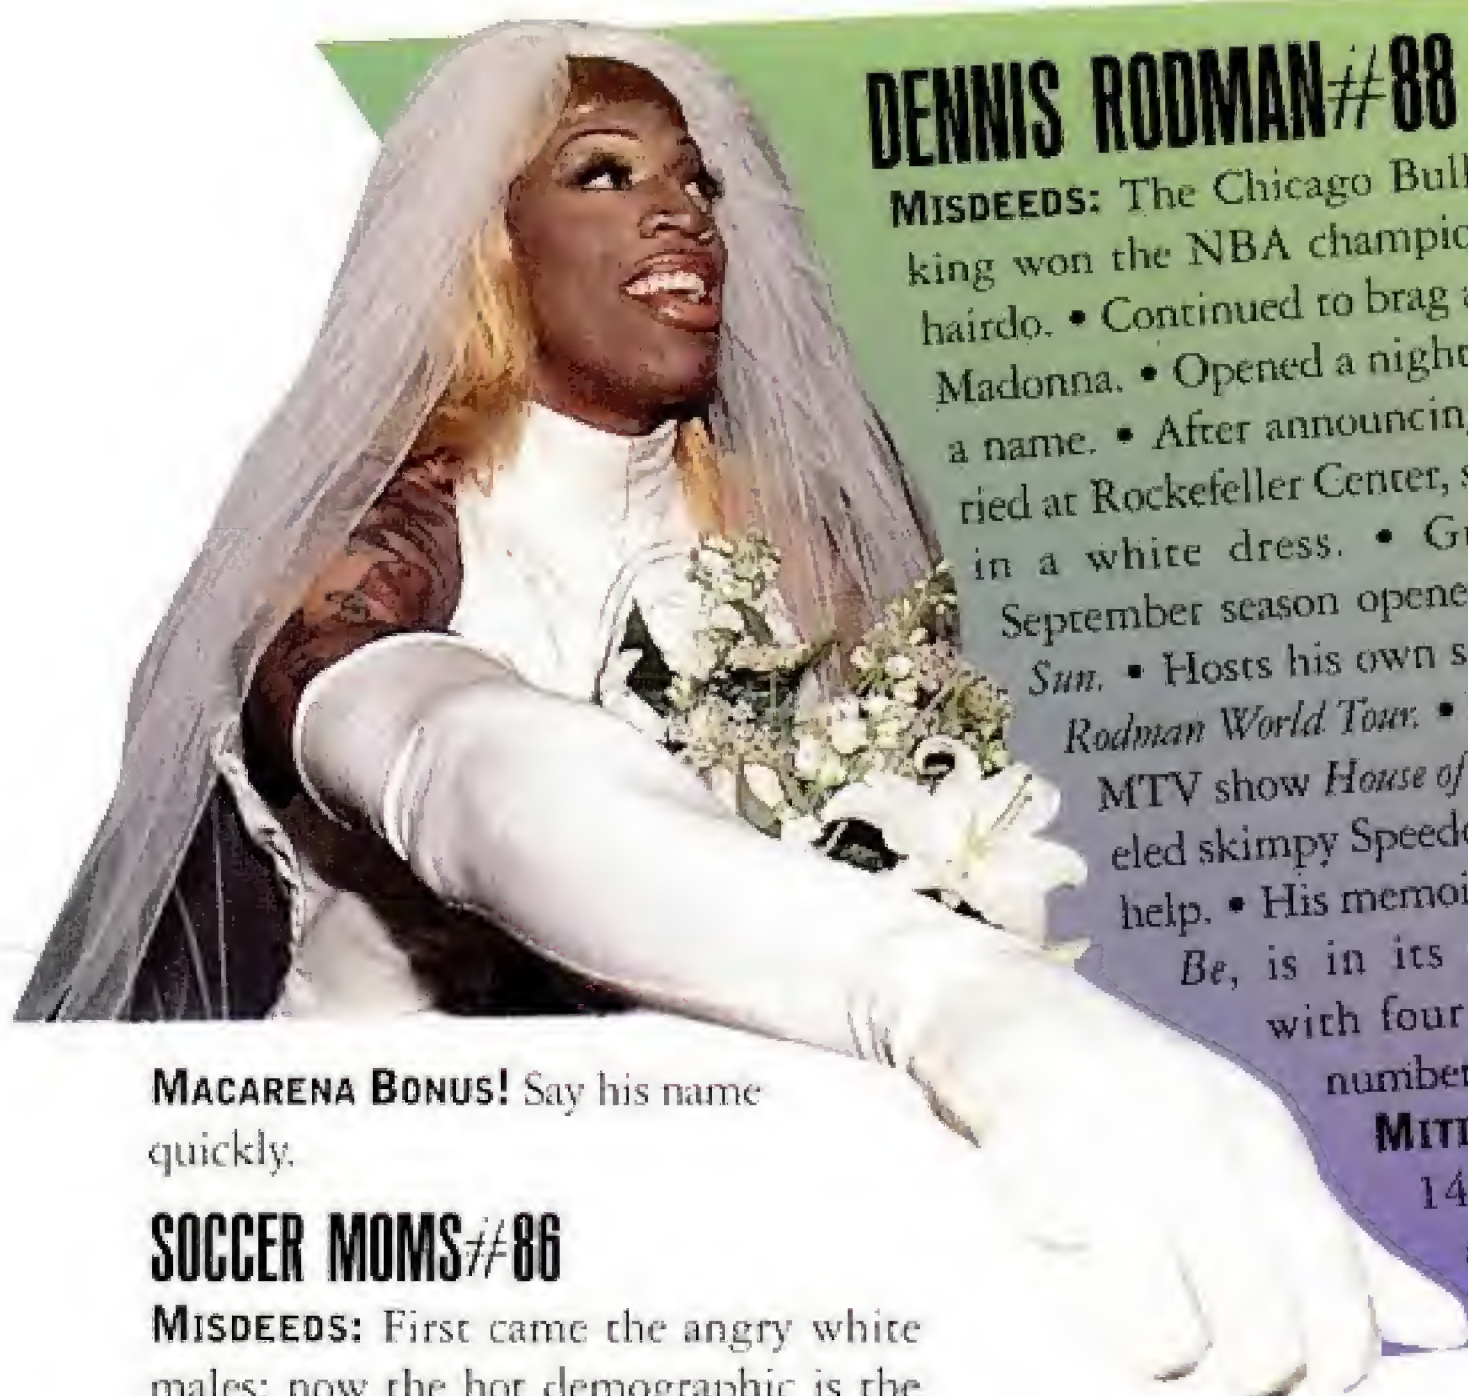 DENNIS RODMAN#88
MISDEEDS: The Chicago Bull
king won the NBA champio
hairdo. • Continued to brag a
Madonna. • Opened a night
a name. • After announcin
ried at Rockefeller Center, s
in a white dress. • Gu
September season opene
Sun. • Hosts his own s
Rodman World Tour. •
MTV show House of
eled skimpy Speedo
help. • His memoi
Be, is in its
with four
number
MITI
14
MACARENA BONUS! Say his name
quickly.
SOCCER MOMS#86
MISDEEDS: First came the angry white
males; now the hot demographic is the